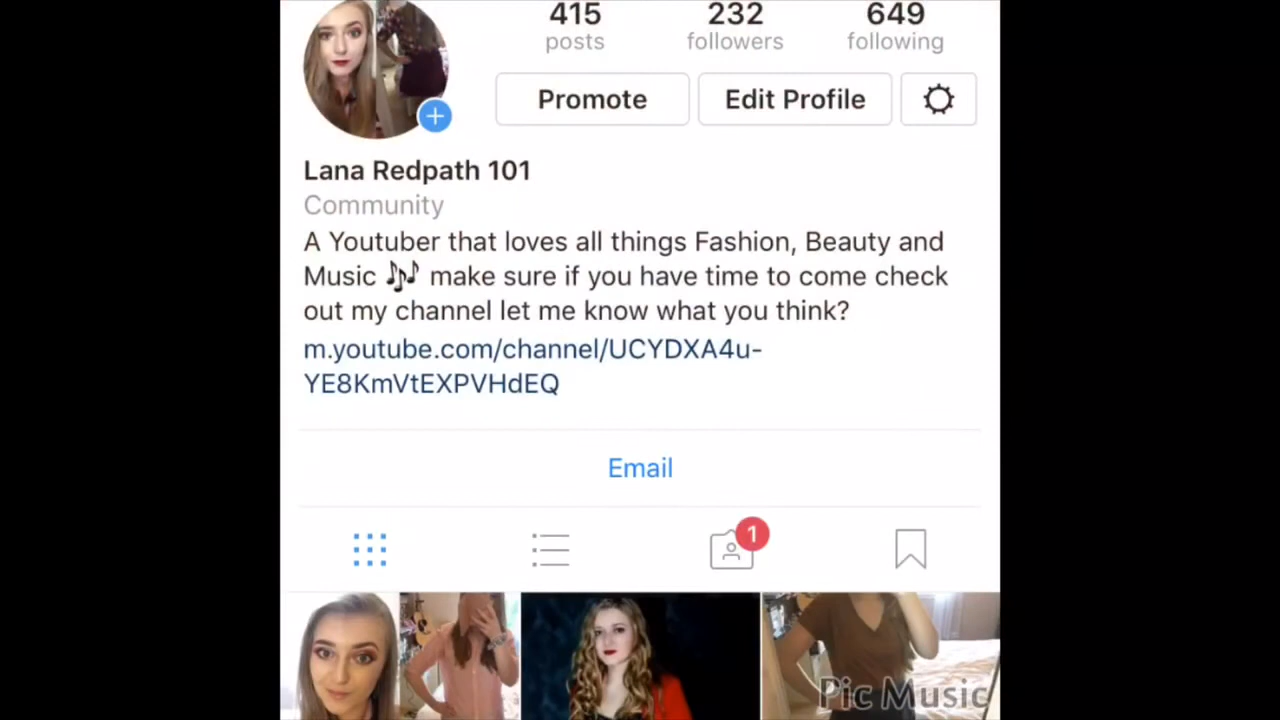 415 232 649
posts followers following
Promote Edit Profile
Lana Redpath 101
Community
A Youtuber that loves all things Fashion, Beauty and
Music 🎶 make sure if you have time to come check
out my channel let me know what you think?
m.youtube.com/channel/UCYDXA4u-
YE8KmVtEXPVHdEQ
Email
1
Pic Music